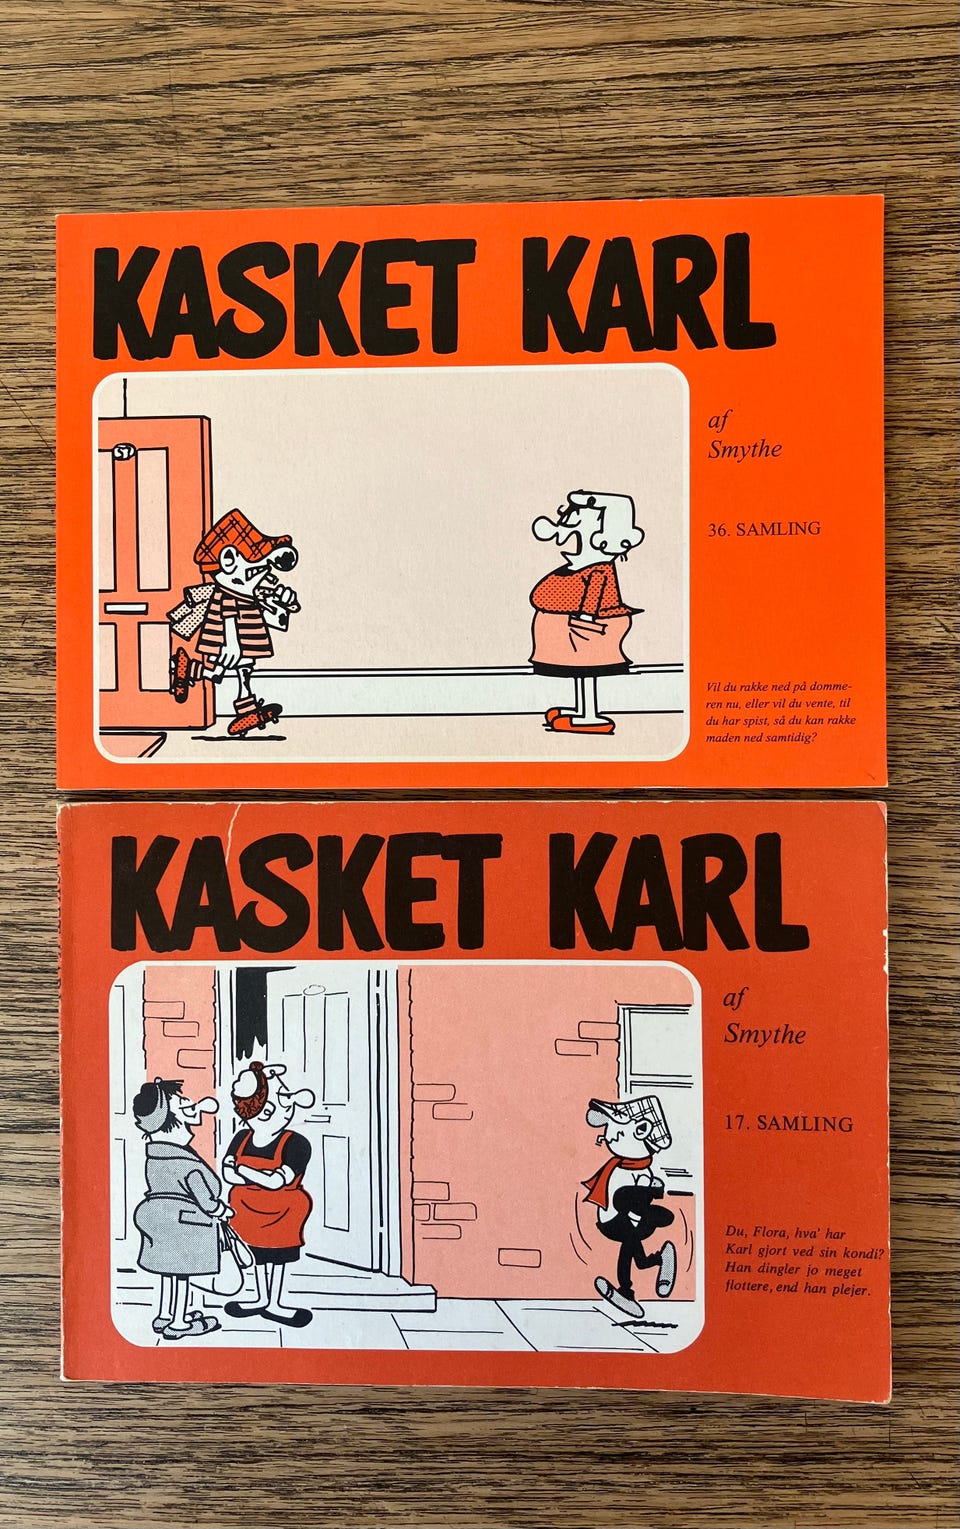 KASKET KARL
57
af
Smythe
36. SAMLING
Vil du rakke ned på domme-
ren nu, eller vil du vente, til
du har spist, så du kan rakke
maden ned samtidig?
KASKET KARL
af
Smythe
17. SAMLING
Du, Flora, hva' har
Karl gjort ved sin kondi?
Han dingler jo meget
flottere, end han plejer.